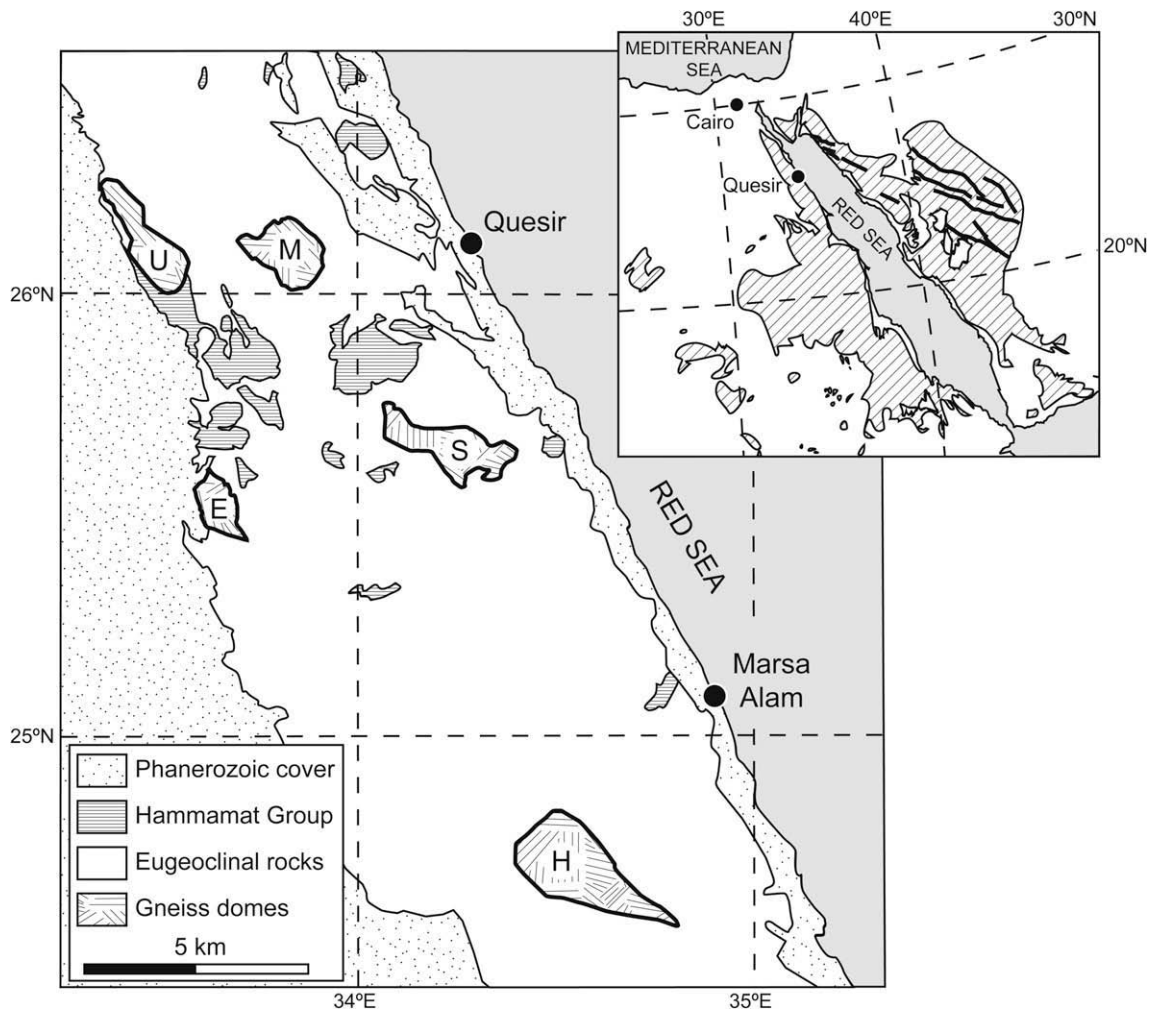 30ºE
40ºE
30ºN
MEDITERRANEAN
SEA
Cairo
Quesir
RED SEA
20ºN
U
M
Quesir
26ºN
S
E
RED SEA
Marsa
Alam
25ºN
Phanerozoic cover
Hammamat Group
Eugeoclinal rocks
Gneiss domes
5 km
H
34ºE
35ºE